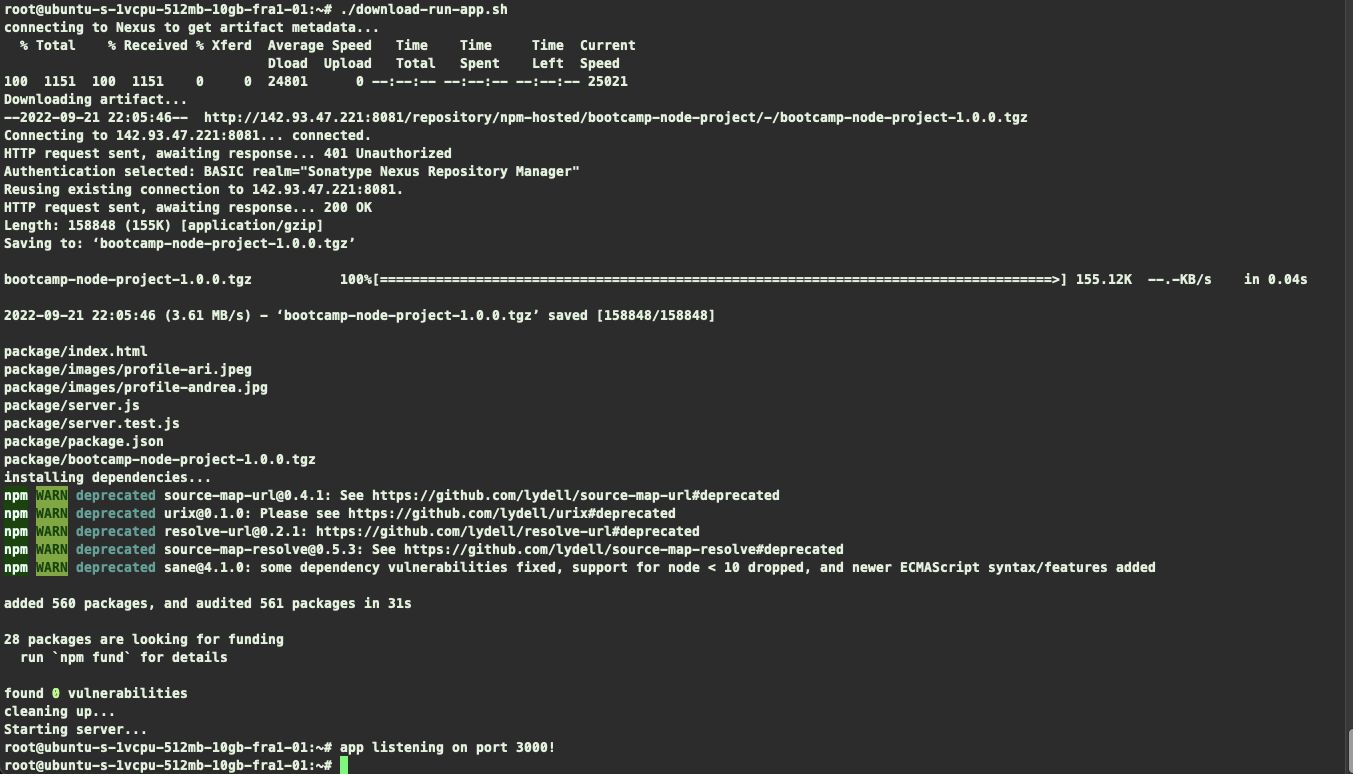 root@ubuntu-s-1vcpu-512mb-10gb-fra1-01:~# ./download-run-app.sh
connecting to Nexus to get artifact metadata...
  % Total    % Received % Xferd  Average Speed   Time    Time     Time  Current
                                 Dload  Upload   Total   Spent    Left  Speed
100  1151  100  1151    0     0  24801      0 --:--:-- --:--:-- --:--:-- 25021
Downloading artifact...
--2022-09-21 22:05:46--  http://142.93.47.221:8081/repository/npm-hosted/bootcamp-node-project/-/bootcamp-node-project-1.0.0.tgz
Connecting to 142.93.47.221:8081... connected.
HTTP request sent, awaiting response... 401 Unauthorized
Authentication selected: BASIC realm="Sonatype Nexus Repository Manager"
Reusing existing connection to 142.93.47.221:8081.
HTTP request sent, awaiting response... 200 OK
Length: 158848 (155K) [application/gzip]
Saving to: ‘bootcamp-node-project-1.0.0.tgz’

bootcamp-node-project-1.0.0.tgz           100%[====================================================================================>] 155.12K  --.-KB/s    in 0.04s

2022-09-21 22:05:46 (3.61 MB/s) - ‘bootcamp-node-project-1.0.0.tgz’ saved [158848/158848]

package/index.html
package/images/profile-ari.jpeg
package/images/profile-andrea.jpg
package/server.js
package/server.test.js
package/package.json
package/bootcamp-node-project-1.0.0.tgz
installing dependencies...
npm WARN deprecated source-map-url@0.4.1: See https://github.com/lydell/source-map-url#deprecated
npm WARN deprecated urix@0.1.0: Please see https://github.com/lydell/urix#deprecated
npm WARN deprecated resolve-url@0.2.1: https://github.com/lydell/resolve-url#deprecated
npm WARN deprecated source-map-resolve@0.5.3: See https://github.com/lydell/source-map-resolve#deprecated
npm WARN deprecated sane@4.1.0: some dependency vulnerabilities fixed, support for node < 10 dropped, and newer ECMAScript syntax/features added

added 560 packages, and audited 561 packages in 31s

28 packages are looking for funding
  run `npm fund` for details

found 0 vulnerabilities
cleaning up...
Starting server...
root@ubuntu-s-1vcpu-512mb-10gb-fra1-01:~# app listening on port 3000!
root@ubuntu-s-1vcpu-512mb-10gb-fra1-01:~#